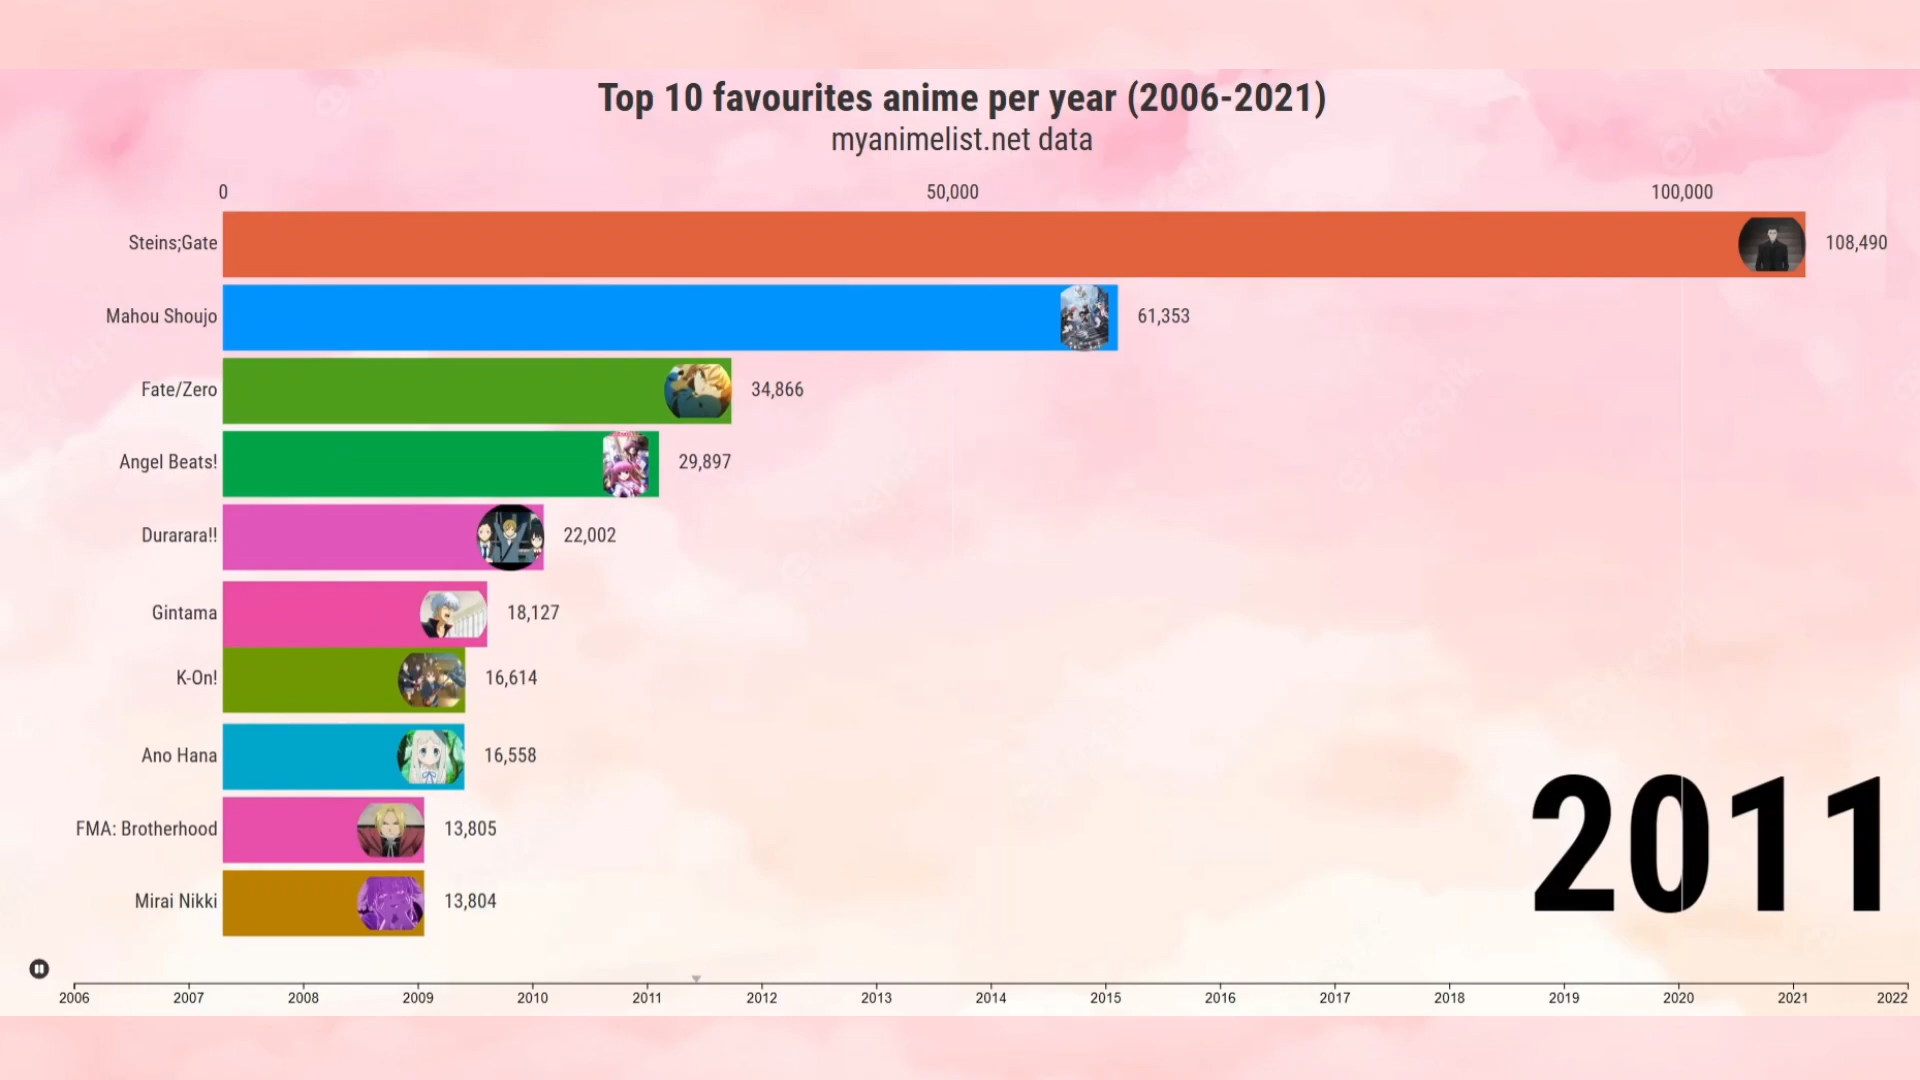 Top 10 favourites anime per year (2006-2021)
myanimelist.net data
0 50,000 100,000
Steins;Gate 108,490
Mahou Shoujo 61,353
Fate/Zero 34,866
Angel Beats! 29,897
Durarara!! 22,002
Gintama 18,127
K-On! 16,614
Ano Hana 16,558
FMA: Brotherhood 13,805
Mirai Nikki 13,804
2011
2006 2007 2008 2009 2010 2011 2012 2013 2014 2015 2016 2017 2018 2019 2020 2021 2022